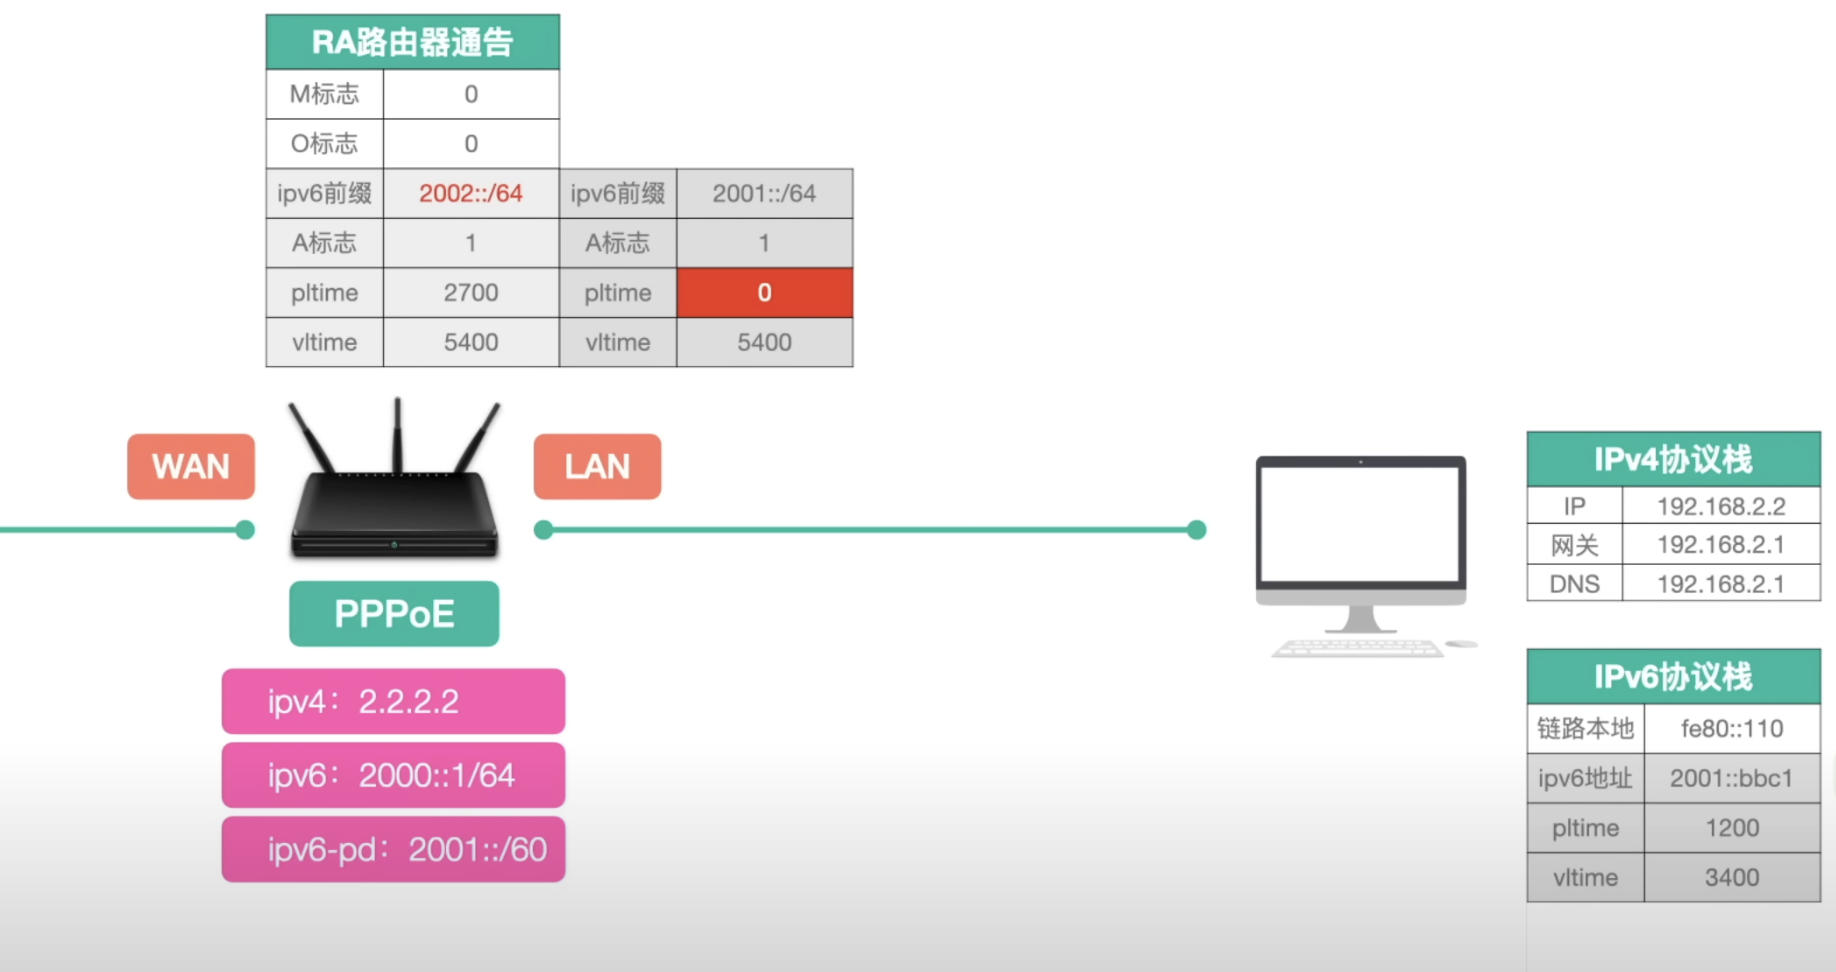 RA路由器通告
M标志 0
O标志 0
ipv6前缀 2002::/64 ipv6前缀 2001::/64
A标志 1 A标志 1
pltime 2700 pltime 0
vltime 5400 vltime 5400
WAN
LAN
PPPoE
ipv4：2.2.2.2
ipv6：2000::1/64
ipv6-pd：2001::/60
IPv4协议栈
IP 192.168.2.2
网关 192.168.2.1
DNS 192.168.2.1
IPv6协议栈
链路本地 fe80::110
ipv6地址 2001::bbc1
pltime 1200
vltime 3400